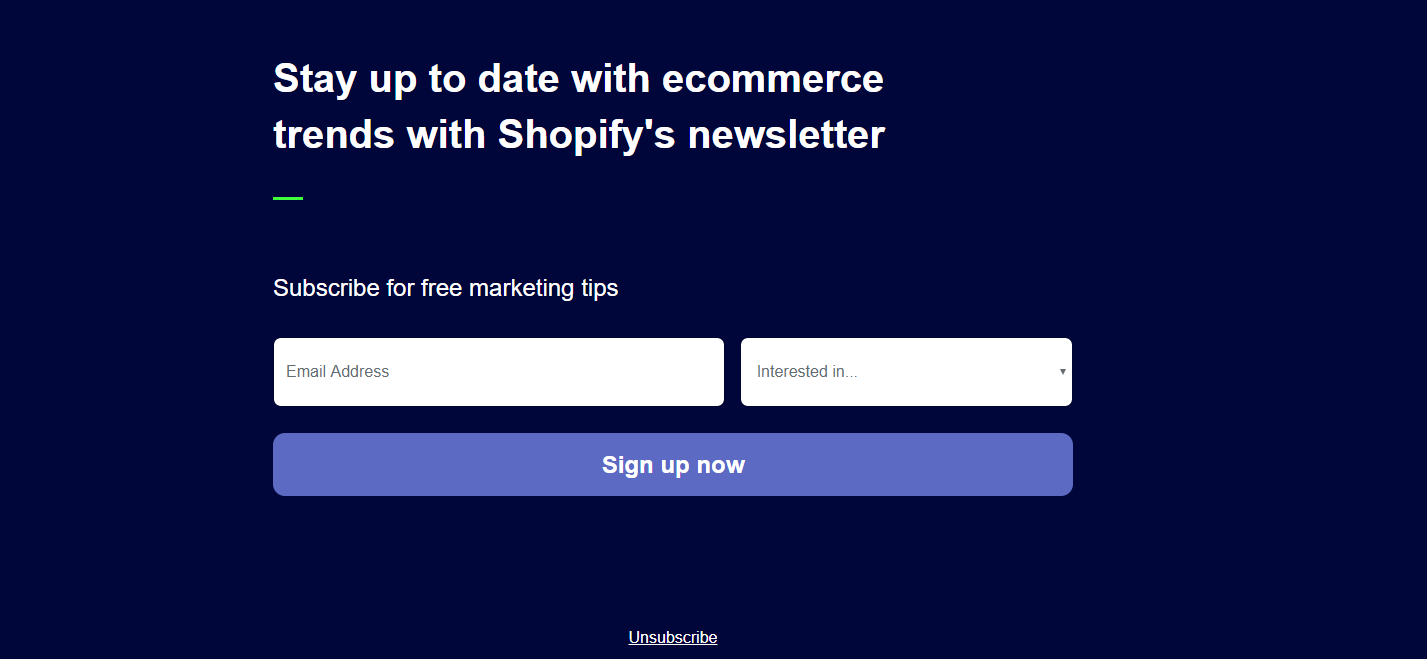 Stay up to date with ecommerce
trends with Shopify's newsletter
Subscribe for free marketing tips
Email Address
Interested in...
Sign up now
Unsubscribe